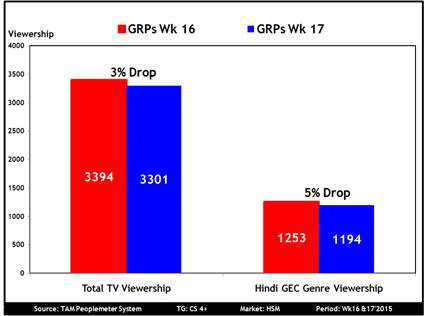 GRPs Wk 16 GRPs Wk 17
Viewership
4000
3500
3000
2500
2000
1500
1000
500
0
3% Drop
3394 3301
5% Drop
1253 1194
Total TV Viewership Hindi GEC Genre Viewership
Source: TAM Peoplemeter System TG: CS 4+ Market: HSM Period: Wk16 &17'2015